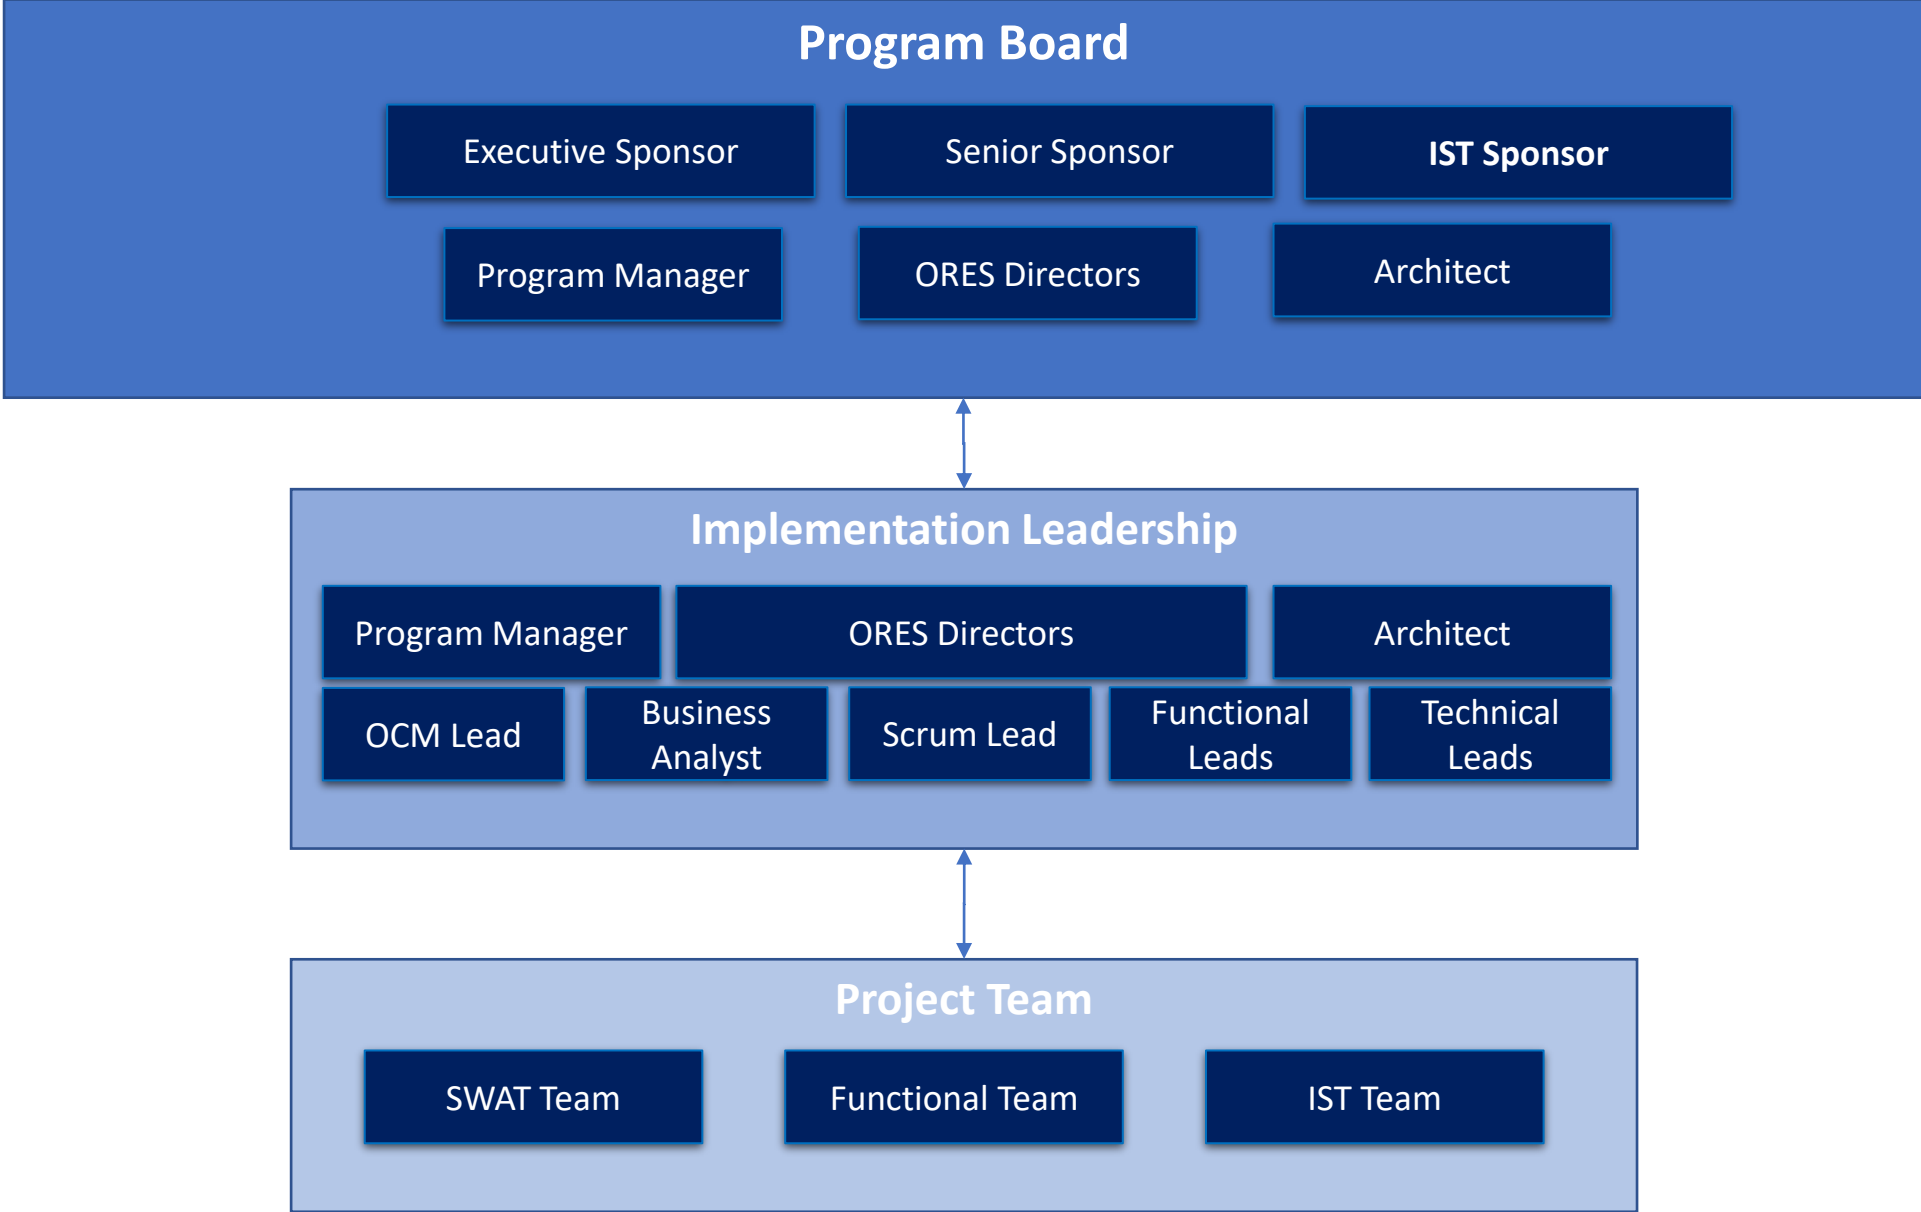 Program Board
Executive Sponsor
Senior Sponsor
IST Sponsor
Program Manager
ORES Directors
Architect
Implementation Leadership
Program Manager
ORES Directors
Architect
OCM Lead
Business
Analyst
Scrum Lead
Functional
Leads
Technical
Leads
Project Team
SWAT Team
Functional Team
IST Team